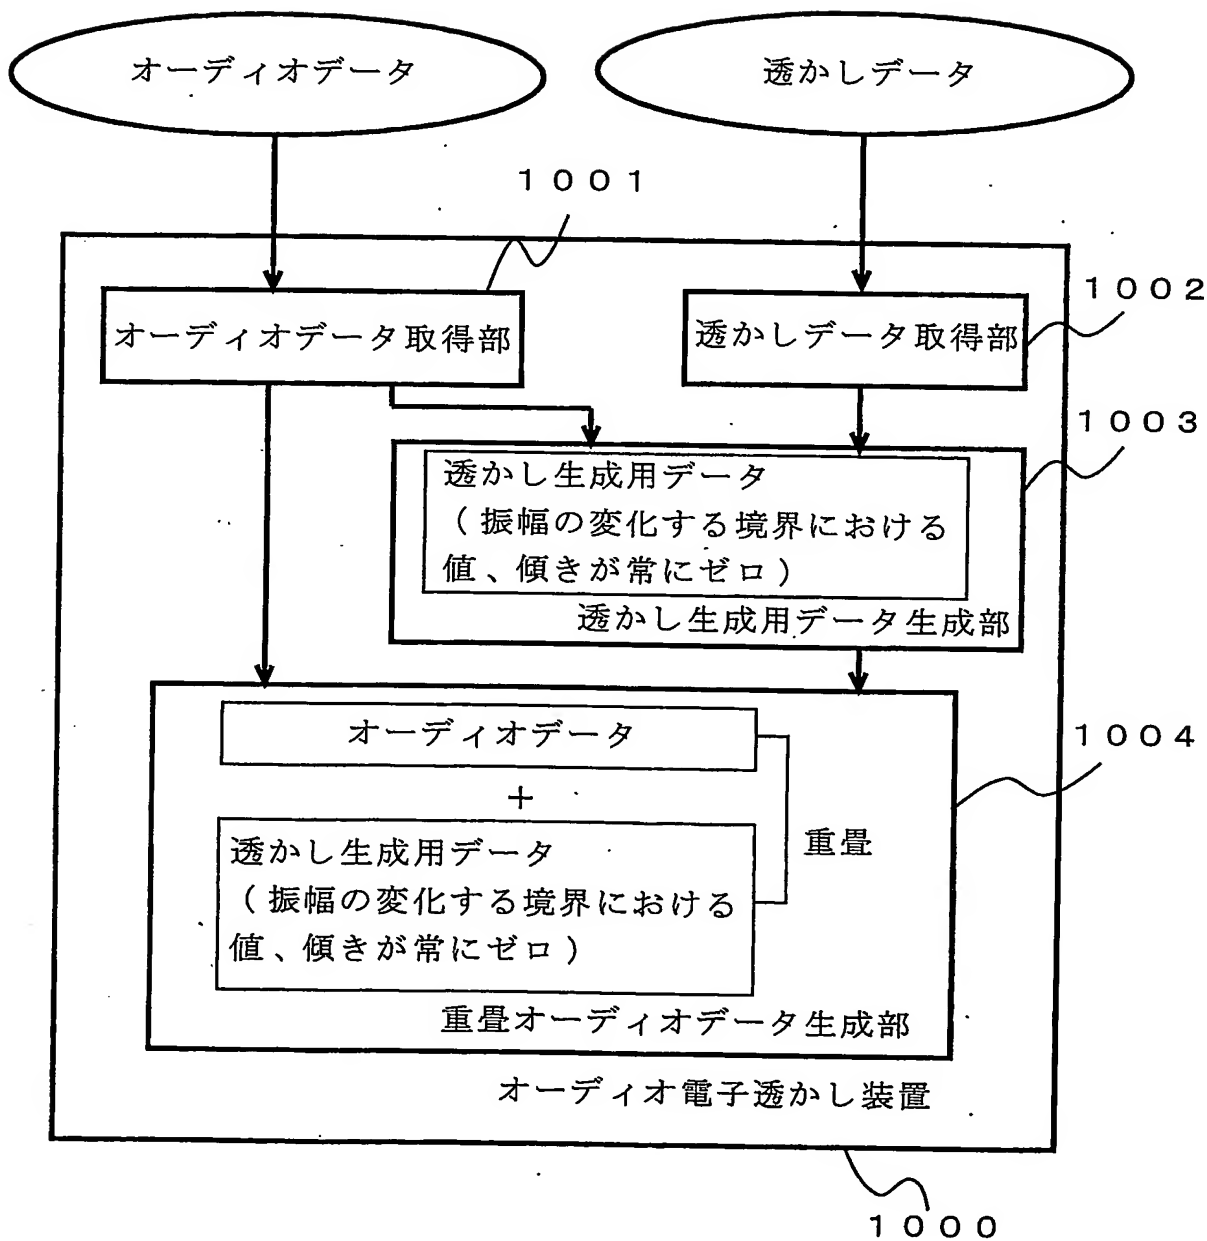 オーディオデータ
透かしデータ
1001
1002
オーディオデータ取得部
透かしデータ取得部
1003
透かし生成用データ
(振幅の変化する境界における
値、傾きが常にゼロ)
透かし生成用データ生成部
オーディオデータ
1004
+
重畳
透かし生成用データ
(振幅の変化する境界における
値、傾きが常にゼロ)
重畳オーディオデータ生成部
オーディオ電子透かし装置
1000